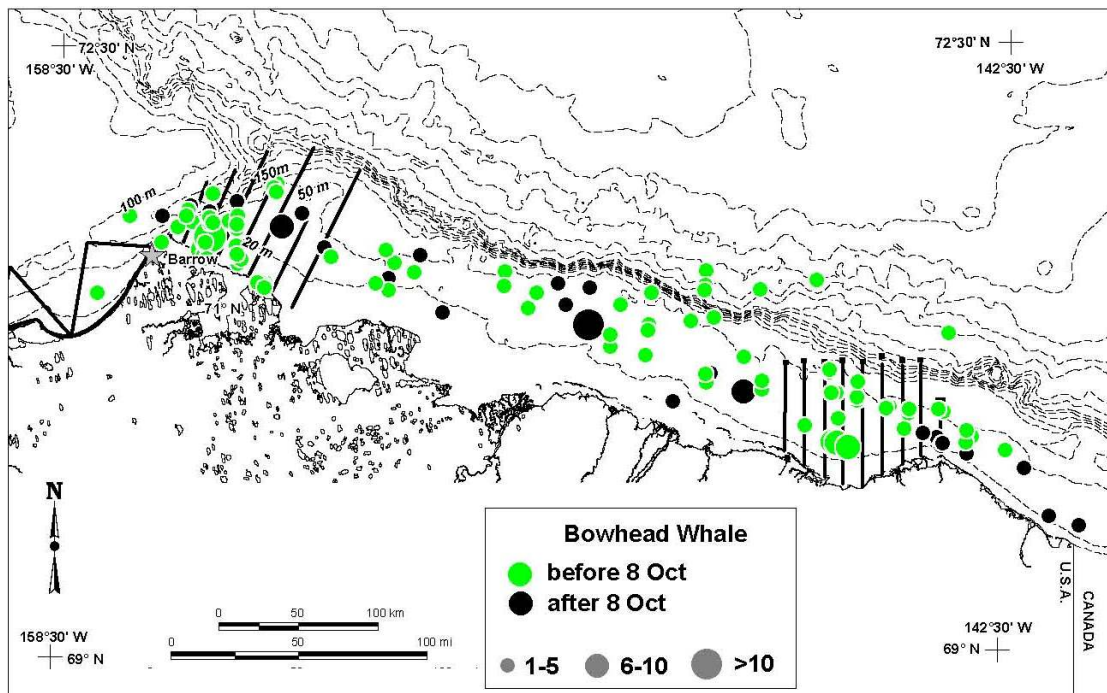 72°30' N
158°30' W
72°30' N
142°30' W
100 m
150m
50 m
20 m
Barrow
71° N
N
Bowhead Whale
before 8 Oct
after 8 Oct
1-5
6-10
>10
0 50 100 km
0 50 100 mi
U.S.A.
CANADA
158°30' W
69° N
142°30' W
69° N